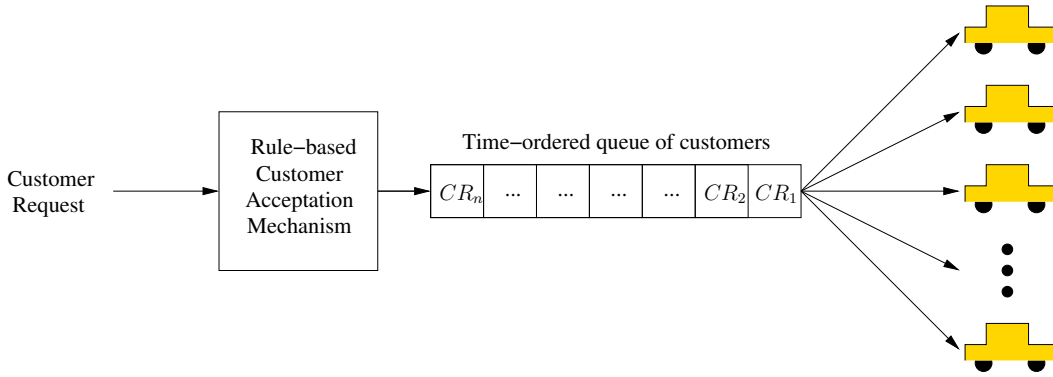 Customer
Request
Rule−based
Customer
Acceptation
Mechanism
Time−ordered queue of customers
CRₙ ... ... ... ... CR₂ CR₁